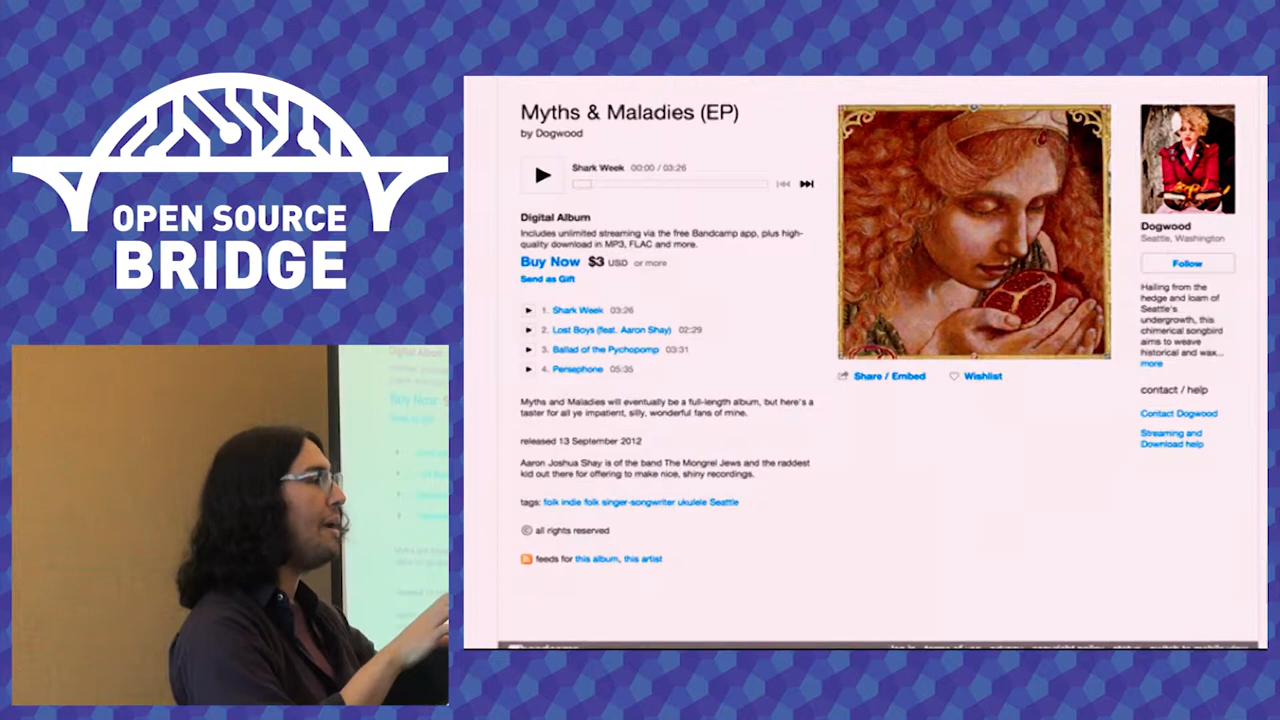 OPEN SOURCE
BRIDGE
Myths & Maladies (EP)
by Dogwood
Shark Week 00:00 / 03:26
Digital Album
Includes unlimited streaming via the free Bandcamp app, plus high-
quality download in MP3, FLAC and more.
Buy Now $3 USD or more
Send as Gift
1. Shark Week 03:26
2. Lost Boys (feat. Aaron Shay) 02:29
3. Ballad of the Pychopomp 03:31
4. Persephone 05:35
Myths and Maladies will eventually be a full-length album, but here's a
taster for all ye impatient, silly, wonderful fans of mine.
released 13 September 2012
Aaron Joshua Shay is of the band The Mongrel Jews and the raddest
kid out there for offering to make nice, shiny recordings.
tags: folk indie folk singer-songwriter ukulele Seattle
© all rights reserved
feeds for this album, this artist
Share / Embed Wishlist
Dogwood
Seattle, Washington
Follow
Hailing from the
hedge and loam of
Seattle's
undergrowth, this
chimerical songbird
aims to weave
historical and wax...
more
contact / help
Contact Dogwood
Streaming and
Download help